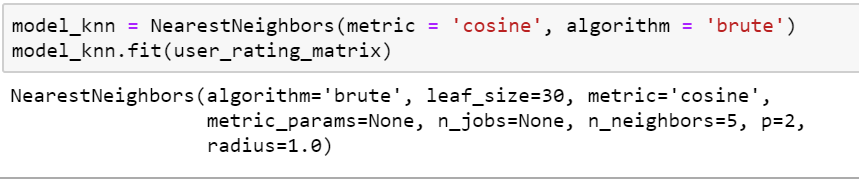 model_knn = NearestNeighbors(metric = 'cosine', algorithm = 'brute')
model_knn.fit(user_rating_matrix)
NearestNeighbors(algorithm='brute', leaf_size=30, metric='cosine',
metric_params=None, n_jobs=None, n_neighbors=5, p=2,
radius=1.0)